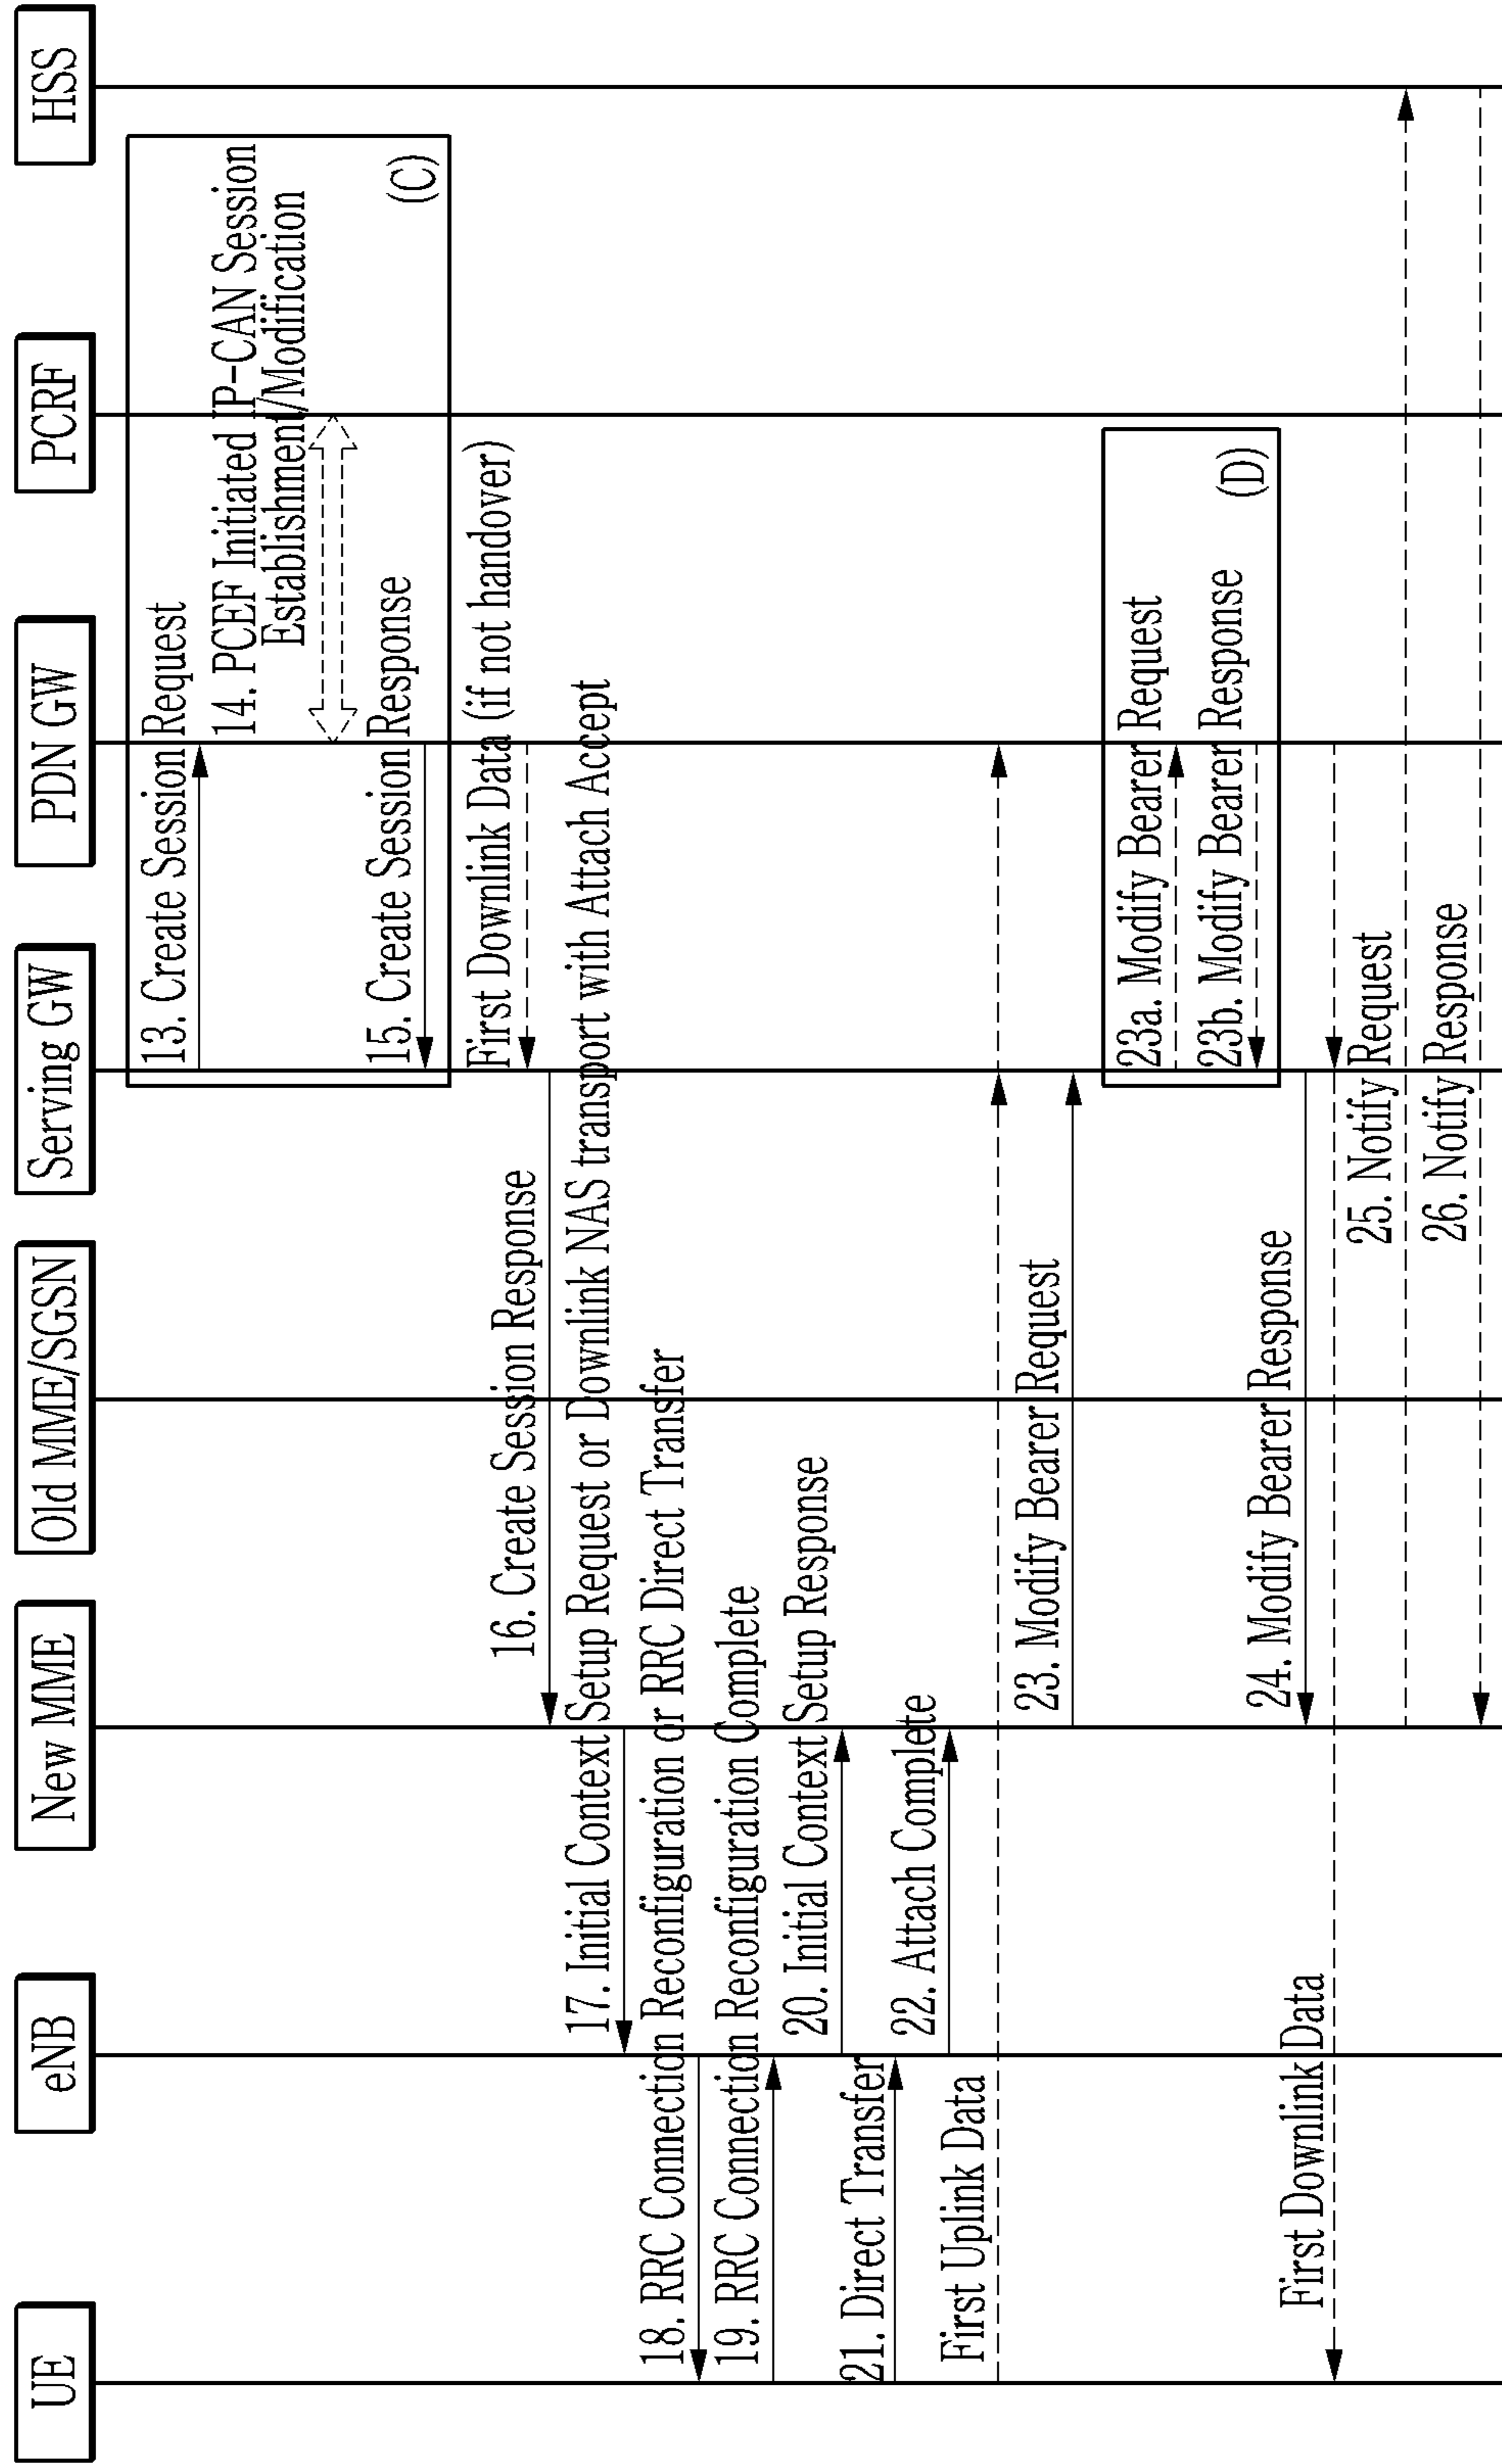 UE
eNB
New MME
Old MME/SGSN
Serving GW
PDN GW
PCRF
HSS
13. Create Session Request
14. PCEF Initiated IP-CAN Session
Establishment/Modification
15. Create Session Response
(C)
First Downlink Data (if not handover)
16. Create Session Response
17. Initial Context Setup Request or Downlink NAS transport with Attach Accept
18. RRC Connection Reconfiguration or RRC Direct Transfer
19. RRC Connection Reconfiguration Complete
20. Initial Context Setup Response
21. Direct Transfer
22. Attach Complete
First Uplink Data
23. Modify Bearer Request
23a. Modify Bearer Request
23b. Modify Bearer Response
(D)
24. Modify Bearer Response
First Downlink Data
25. Notify Request
26. Notify Response